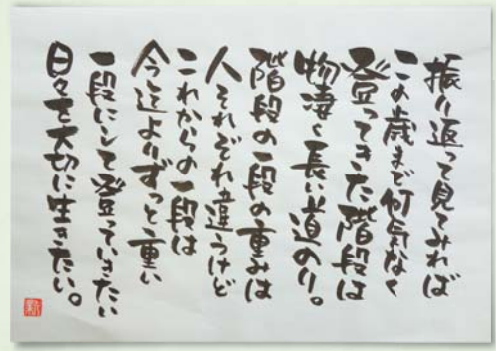 振り返って見てみれば
この歳まで何気なく
登ってきた階段は
物凄く長い道のり。
階段の一段の重みは
人それぞれ違うけど
これからの一段は
今迄よりずっと重い
一段にして登っていきたい
日々を大切に生きたい。